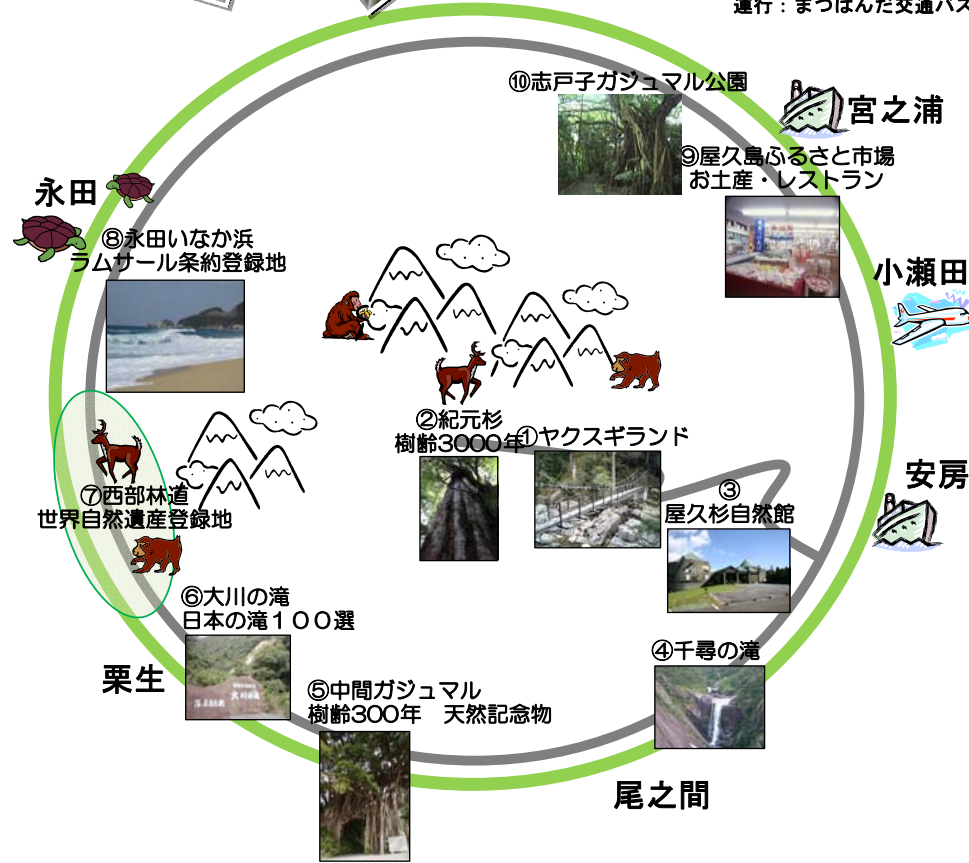 運行：まつばんだ交通バス
⑩志戸子ガジュマル公園
宮之浦
⑨屋久島ふるさと市場
お土産・レストラン
永田
⑧永田いなか浜
ラムサール条約登録地
小瀬田
②紀元杉
樹齢3000年
①ヤクスギランド
安房
③
屋久杉自然館
⑦西部林道
世界自然遺産登録地
⑥大川の滝
日本の滝１００選
④千尋の滝
栗生
大川の滝
⑤中間ガジュマル
樹齢300年　天然記念物
尾之間